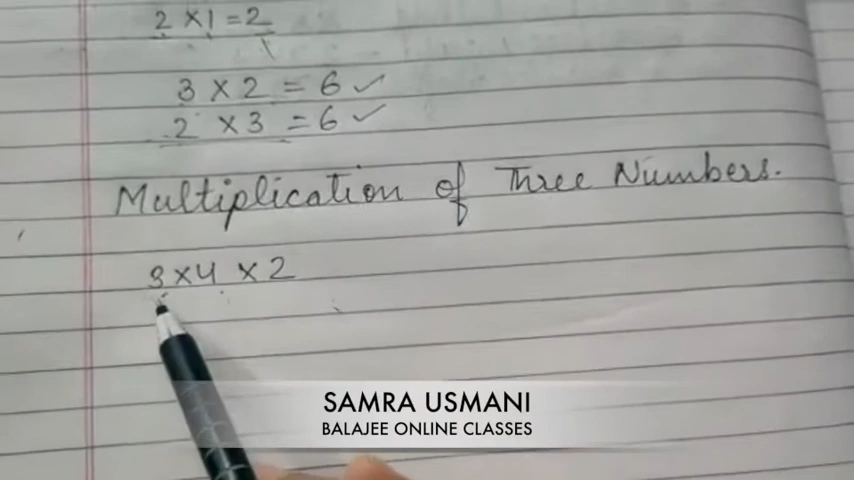 2 × 1 = 2
3 × 2 = 6 ✓
2 × 3 = 6 ✓
Multiplication of Three Numbers.
3 × 4 × 2
SAMRA USMANI
BALAJEE ONLINE CLASSES